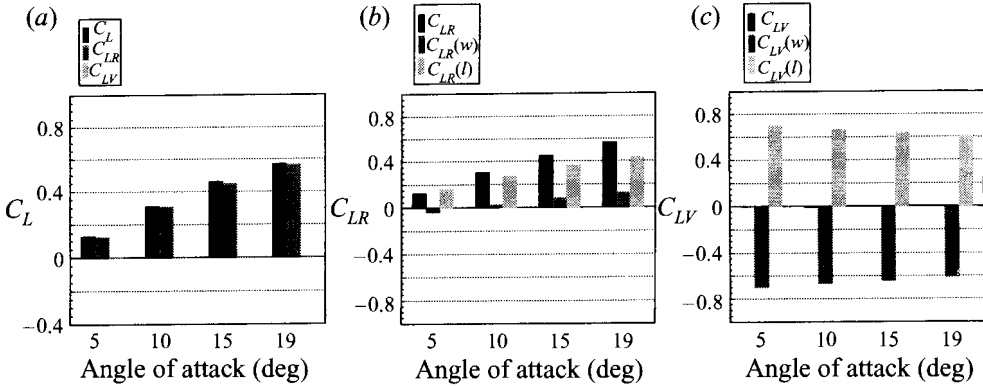 (a)
C_L
C_LR
C_LV
0.8
0.4
0
−0.4
C_L
5 10 15 19
Angle of attack (deg)
(b)
C_LR
C_LR(w)
C_LR(l)
0.8
0.4
0
−0.4
−0.8
C_LR
5 10 15 19
Angle of attack (deg)
(c)
C_LV
C_LV(w)
C_LV(l)
0.8
0.4
0
−0.4
−0.8
C_LV
5 10 15 19
Angle of attack (deg)